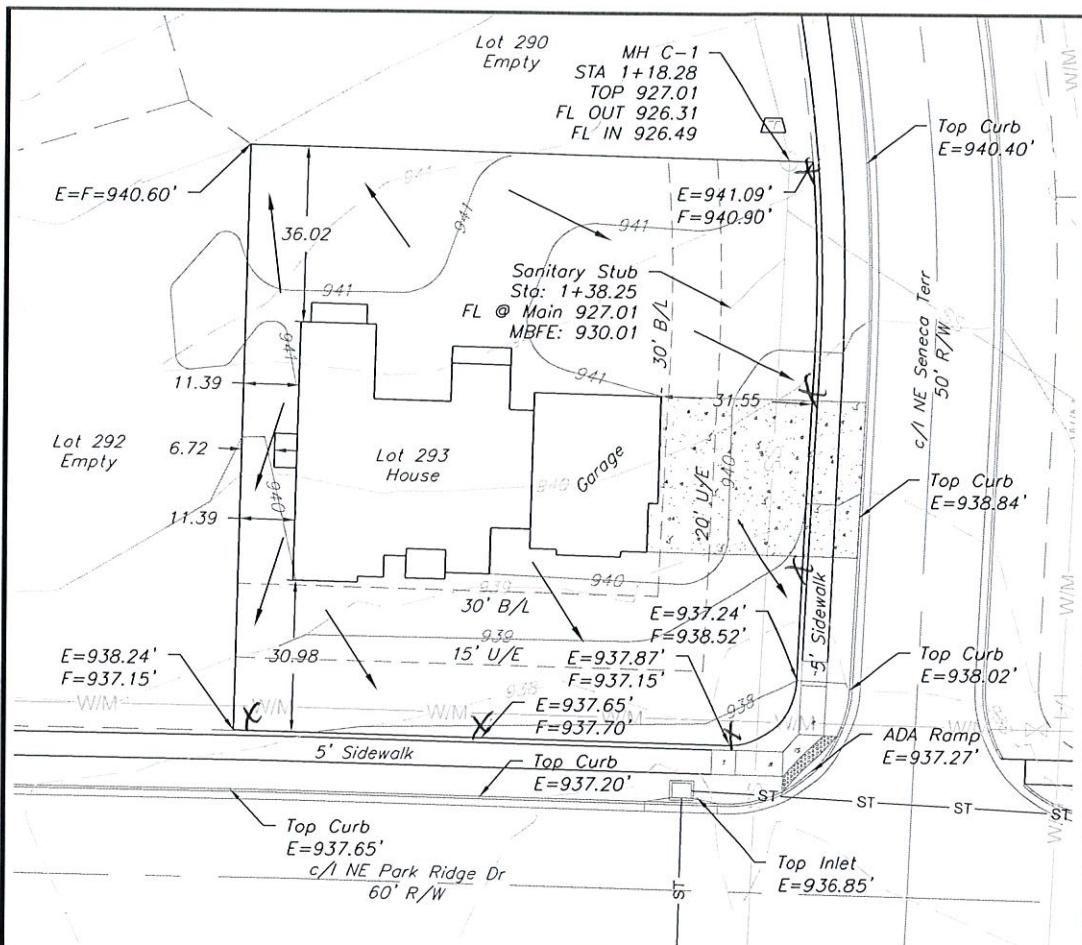 Lot 290
Empty
MH C-1
STA 1+18.28
TOP 927.01
FL OUT 926.31
FL IN 926.49
W/M
Top Curb
E=940.40'
E=F=940.60'
941
E=941.09'
F=940.90'
36.02
941
941
Sanitary Stub
Sta: 1+38.25
FL @ Main 927.01
MBFE: 930.01
30' B/L
c/l NE Seneca Terr
50' R/W
941
941
941
11.39
31.55
Lot 292
Empty
6.72
Lot 293
House
Garage
940
940
940
20' U/E
Top Curb
E=938.84'
11.39
939
940
30' B/L
5' Sidewalk
E=937.24'
F=938.52'
939
15' U/E
E=938.24'
F=937.15'
30.98
E=937.87'
F=937.15'
Top Curb
E=938.02'
W/M
W/M
938
W/M
W/M
938
W/M
W/M
E=937.65'
F=937.70'
ADA Ramp
E=937.27'
5' Sidewalk
Top Curb
E=937.20'
ST
ST
ST
ST
Top Curb
E=937.65'
c/l NE Park Ridge Dr
60' R/W
Top Inlet
E=936.85'
ST